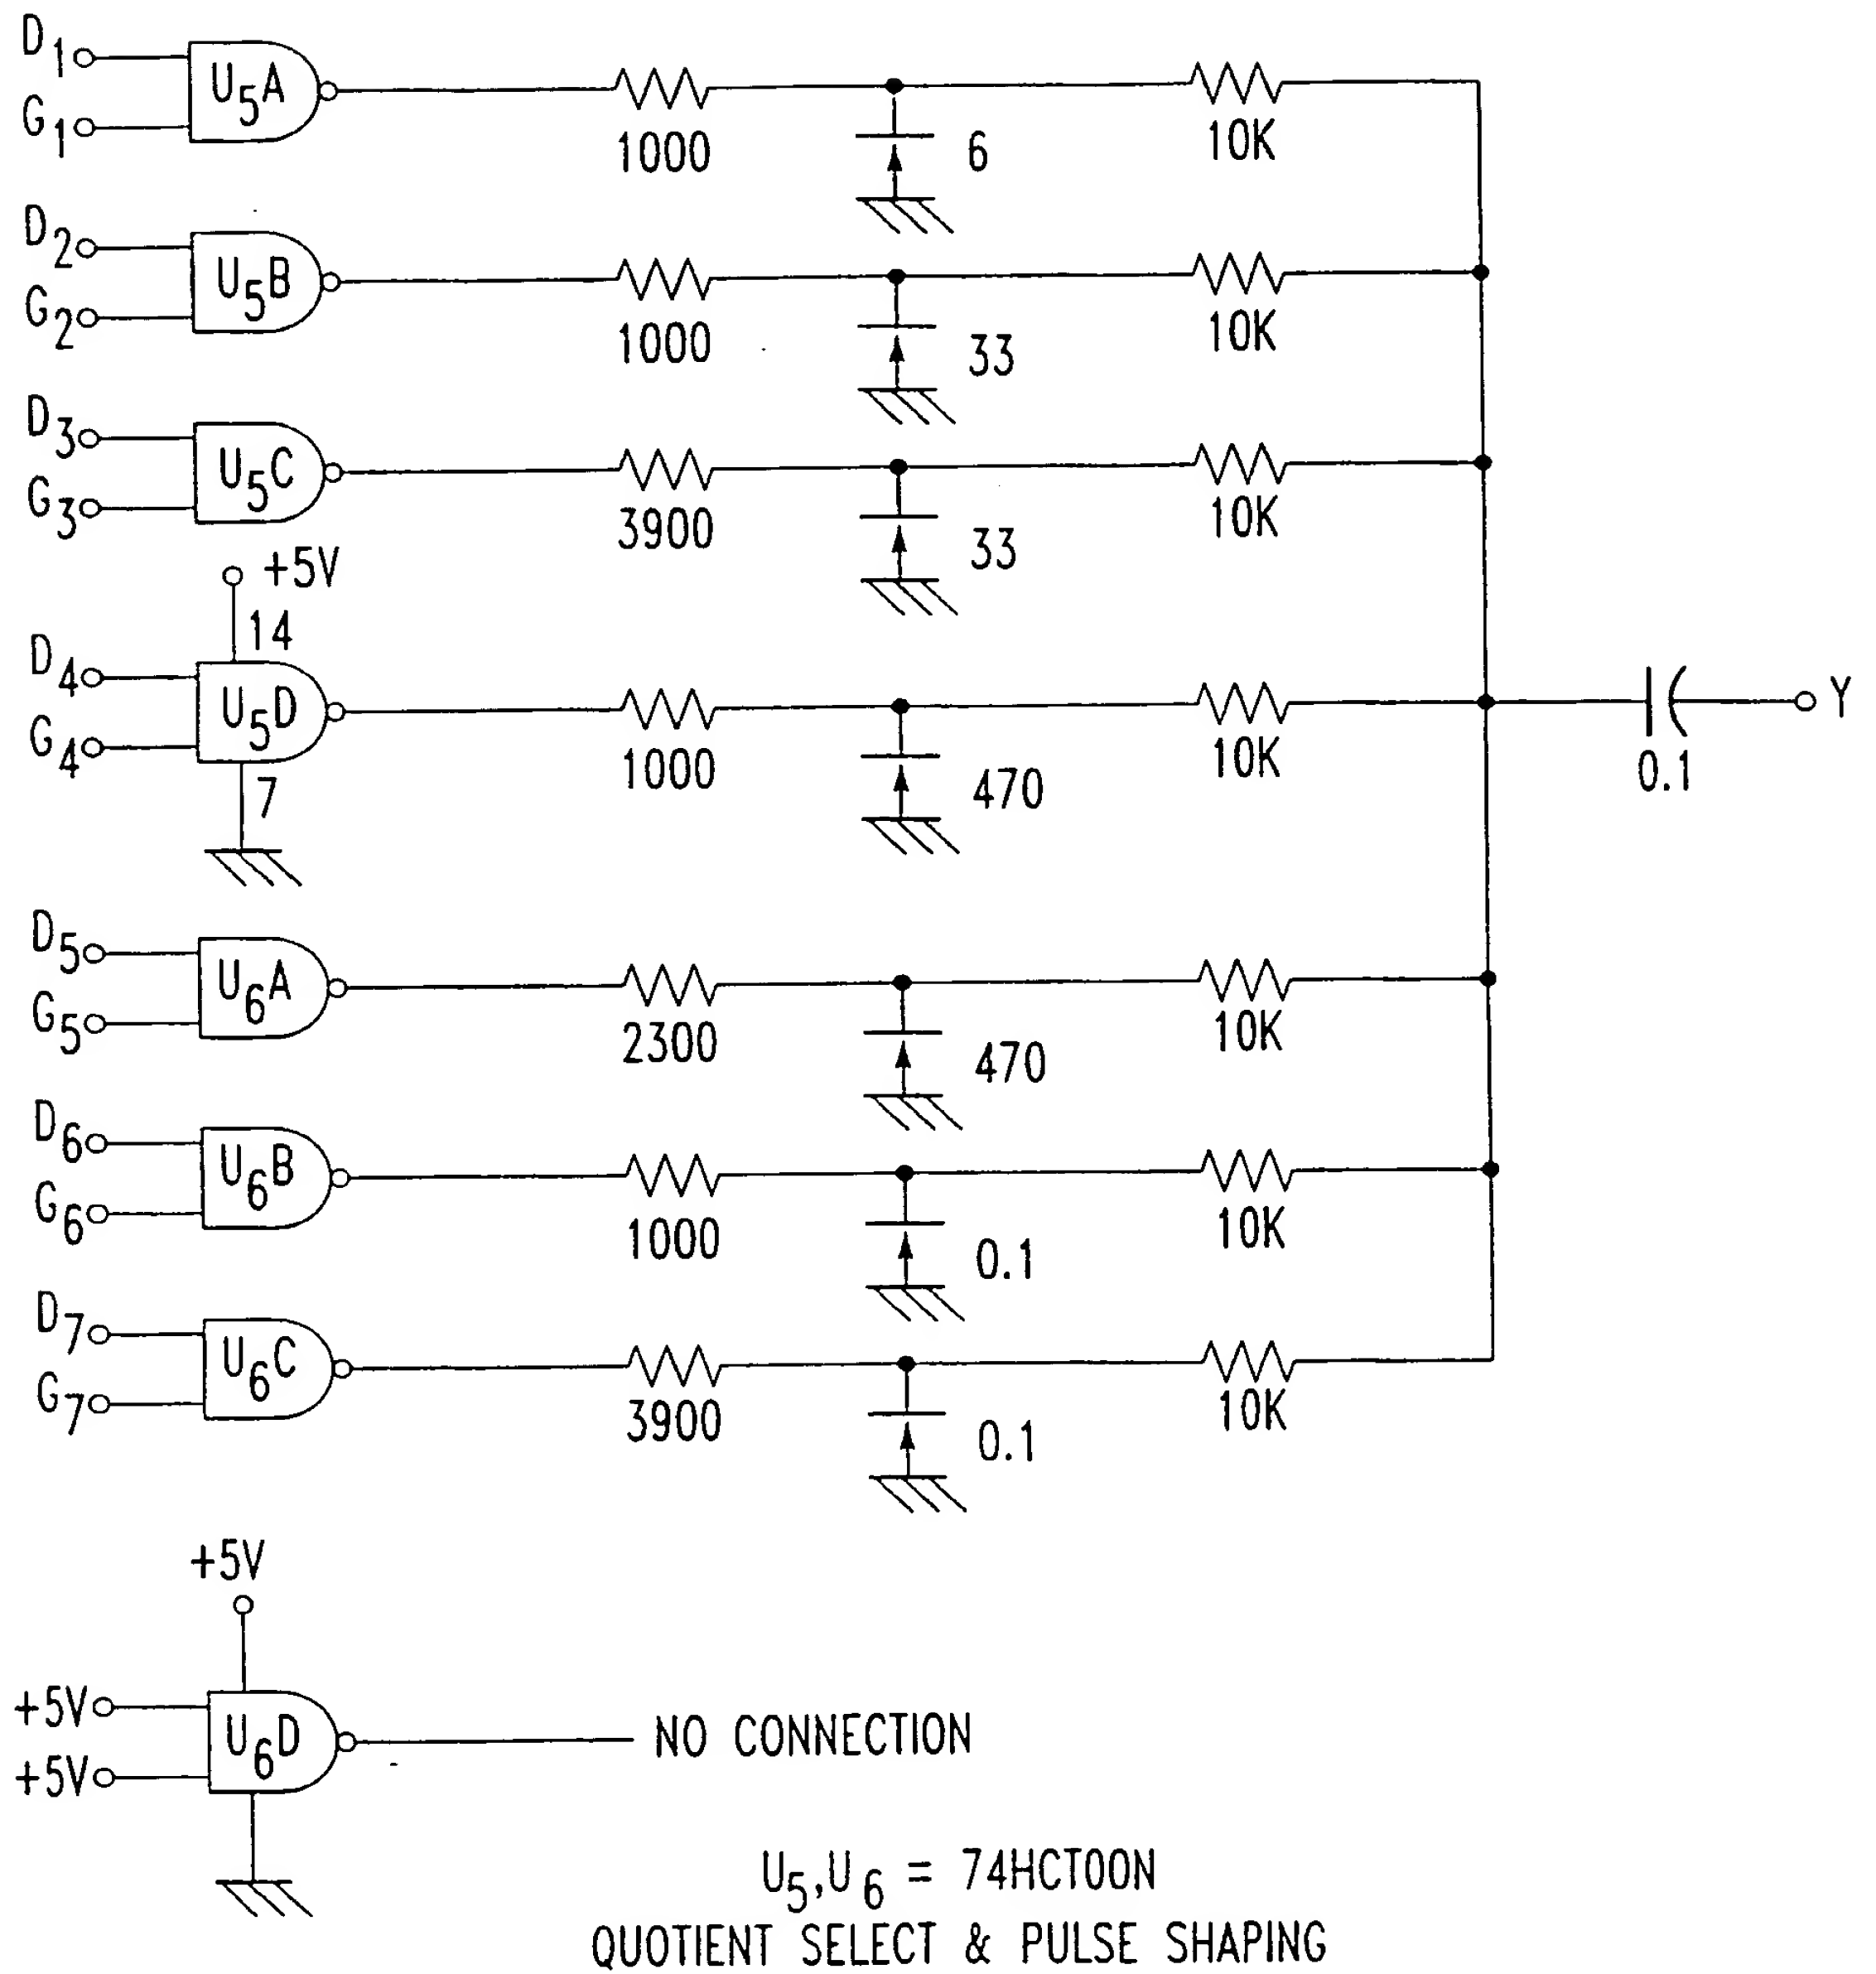 D1
G1
U5A
1000
6
10K
D2
G2
U5B
1000
33
10K
D3
G3
U5C
3900
33
10K
+5V
14
D4
G4
U5D
7
1000
470
10K
0.1
Y
D5
G5
U6A
2300
470
10K
D6
G6
U6B
1000
0.1
10K
D7
G7
U6C
3900
0.1
10K
+5V
+5V
+5V
U6D
NO CONNECTION
U5,U6 = 74HCT00N
QUOTIENT SELECT & PULSE SHAPING